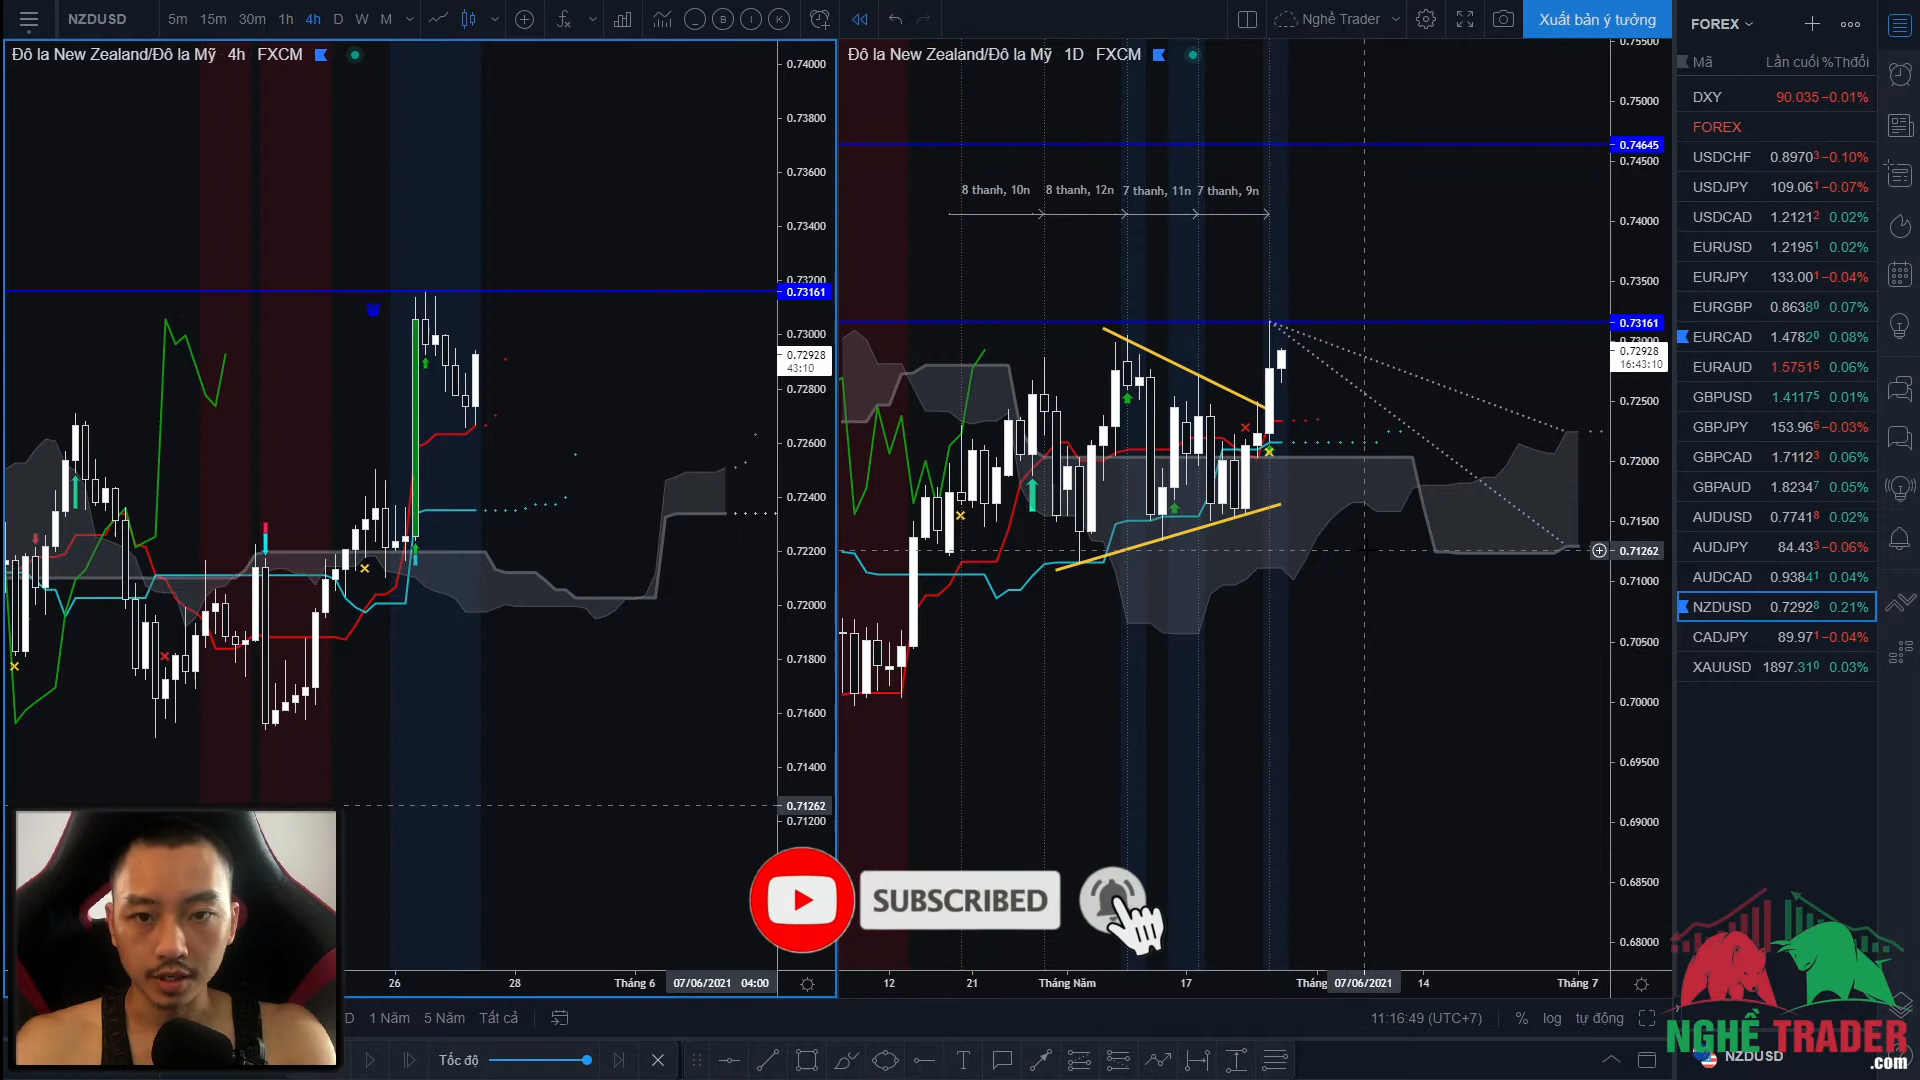 NZDUSD
5m 15m 30m 1h 4h D W M
Nghề Trader
Xuất bản ý tưởng
FOREX
Đô la New Zealand/Đô la Mỹ 4h FXCM
0.74000
0.73800
0.73600
0.73400
0.73200
0.73161
0.73000
0.72928
43:10
0.72800
0.72600
0.72400
0.72200
0.72000
0.71800
0.71600
0.71400
0.71262
0.71200
26
28
Tháng 6
07/06/2021 04:00
Đô la New Zealand/Đô la Mỹ 1D FXCM
8 thanh, 10n
8 thanh, 12n
7 thanh, 11n
7 thanh, 9n
0.75500
0.75000
0.74645
0.74500
0.74000
0.73500
0.73161
0.73000
0.72928
16:43:10
0.72500
0.72000
0.71500
0.71262
0.71000
0.70500
0.70000
0.69500
0.69000
0.68500
0.68000
12
21
Tháng Năm
17
07/06/2021
14
Tháng 7
Mã Lần cuối %Thđổi
DXY 90.035 −0.01%
FOREX
USDCHF 0.89703 −0.10%
USDJPY 109.061 −0.07%
USDCAD 1.21212 0.02%
EURUSD 1.21951 0.02%
EURJPY 133.001 −0.04%
EURGBP 0.86380 0.07%
EURCAD 1.47820 0.08%
EURAUD 1.57515 0.06%
GBPUSD 1.41175 0.01%
GBPJPY 153.966 −0.03%
GBPCAD 1.71123 0.06%
GBPAUD 1.82347 0.05%
AUDUSD 0.77418 0.02%
AUDJPY 84.433 −0.06%
AUDCAD 0.93841 0.04%
NZDUSD 0.72928 0.21%
CADJPY 89.971 −0.04%
XAUUSD 1897.310 0.03%
SUBSCRIBED
D 1 Năm 5 Năm Tất cả
11:16:49 (UTC+7)
% log tự động
Tốc độ
NGHỀ TRADER
.com
NZDUSD